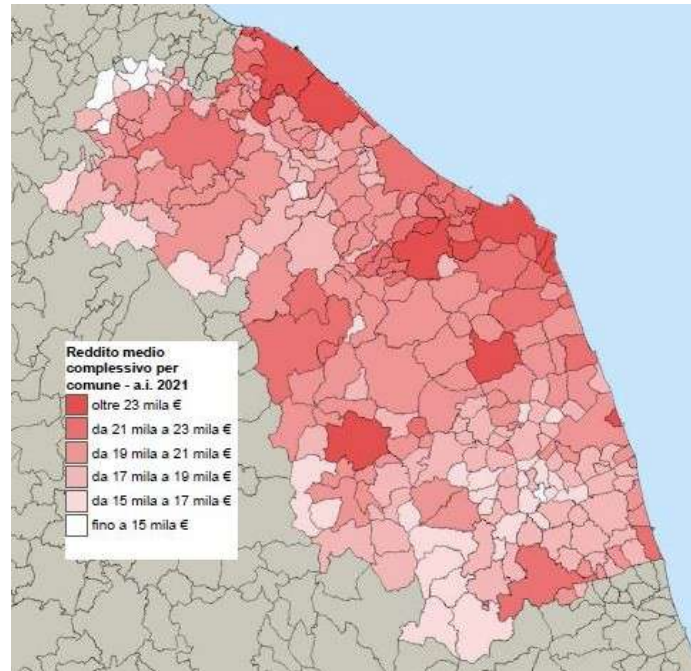 Reddito medio
complessivo per
comune - a.i. 2021
oltre 23 mila €
da 21 mila a 23 mila €
da 19 mila a 21 mila €
da 17 mila a 19 mila €
da 15 mila a 17 mila €
fino a 15 mila €